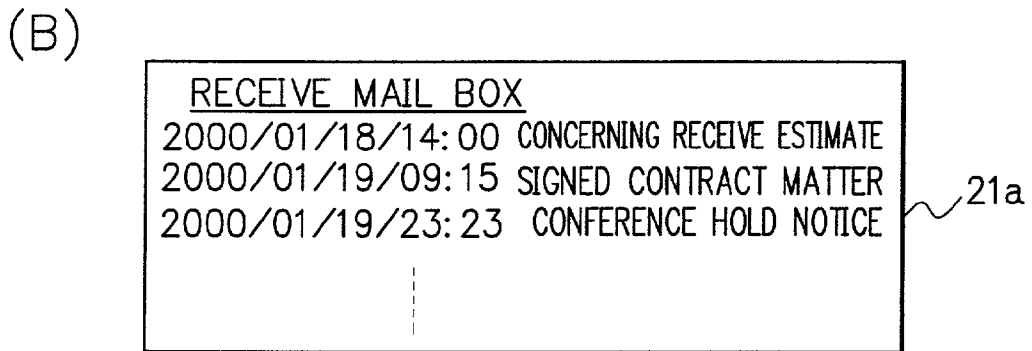 (B)
RECEIVE MAIL BOX
2000/01/18/14:00 CONCERNING RECEIVE ESTIMATE
2000/01/19/09:15 SIGNED CONTRACT MATTER
2000/01/19/23:23 CONFERENCE HOLD NOTICE
21a